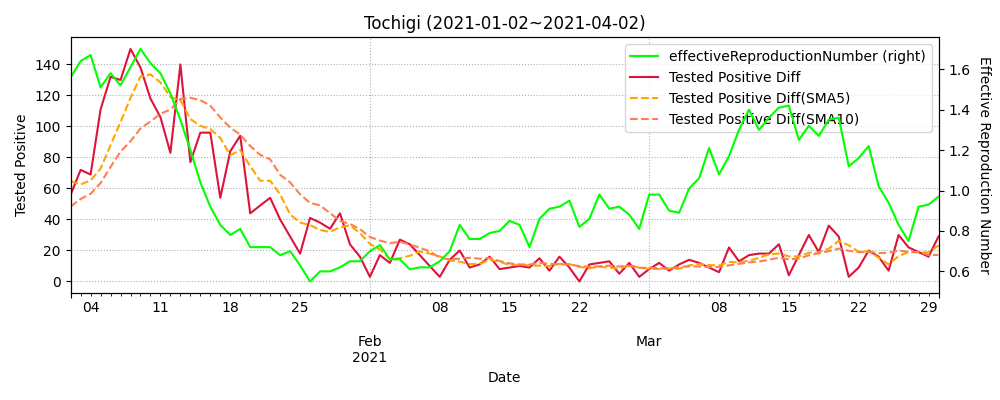 Tochigi (2021-01-02~2021-04-02)
effectiveReproductionNumber (right)
Tested Positive Diff
Tested Positive Diff(SMA5)
Tested Positive Diff(SMA10)
Tested Positive
140
120
100
80
60
40
20
0
1.6
1.4
1.2
1.0
0.8
0.6
Effective Reproduction Number
04 11 18 25 08 15 22 08 15 22 29
Feb Mar
2021
Date